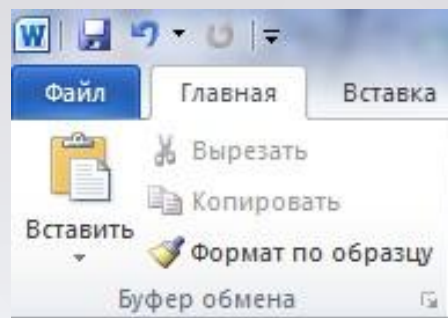 W
Файл Главная Вставка
Вырезать
Копировать
Вставить
Формат по образцу
Буфер обмена